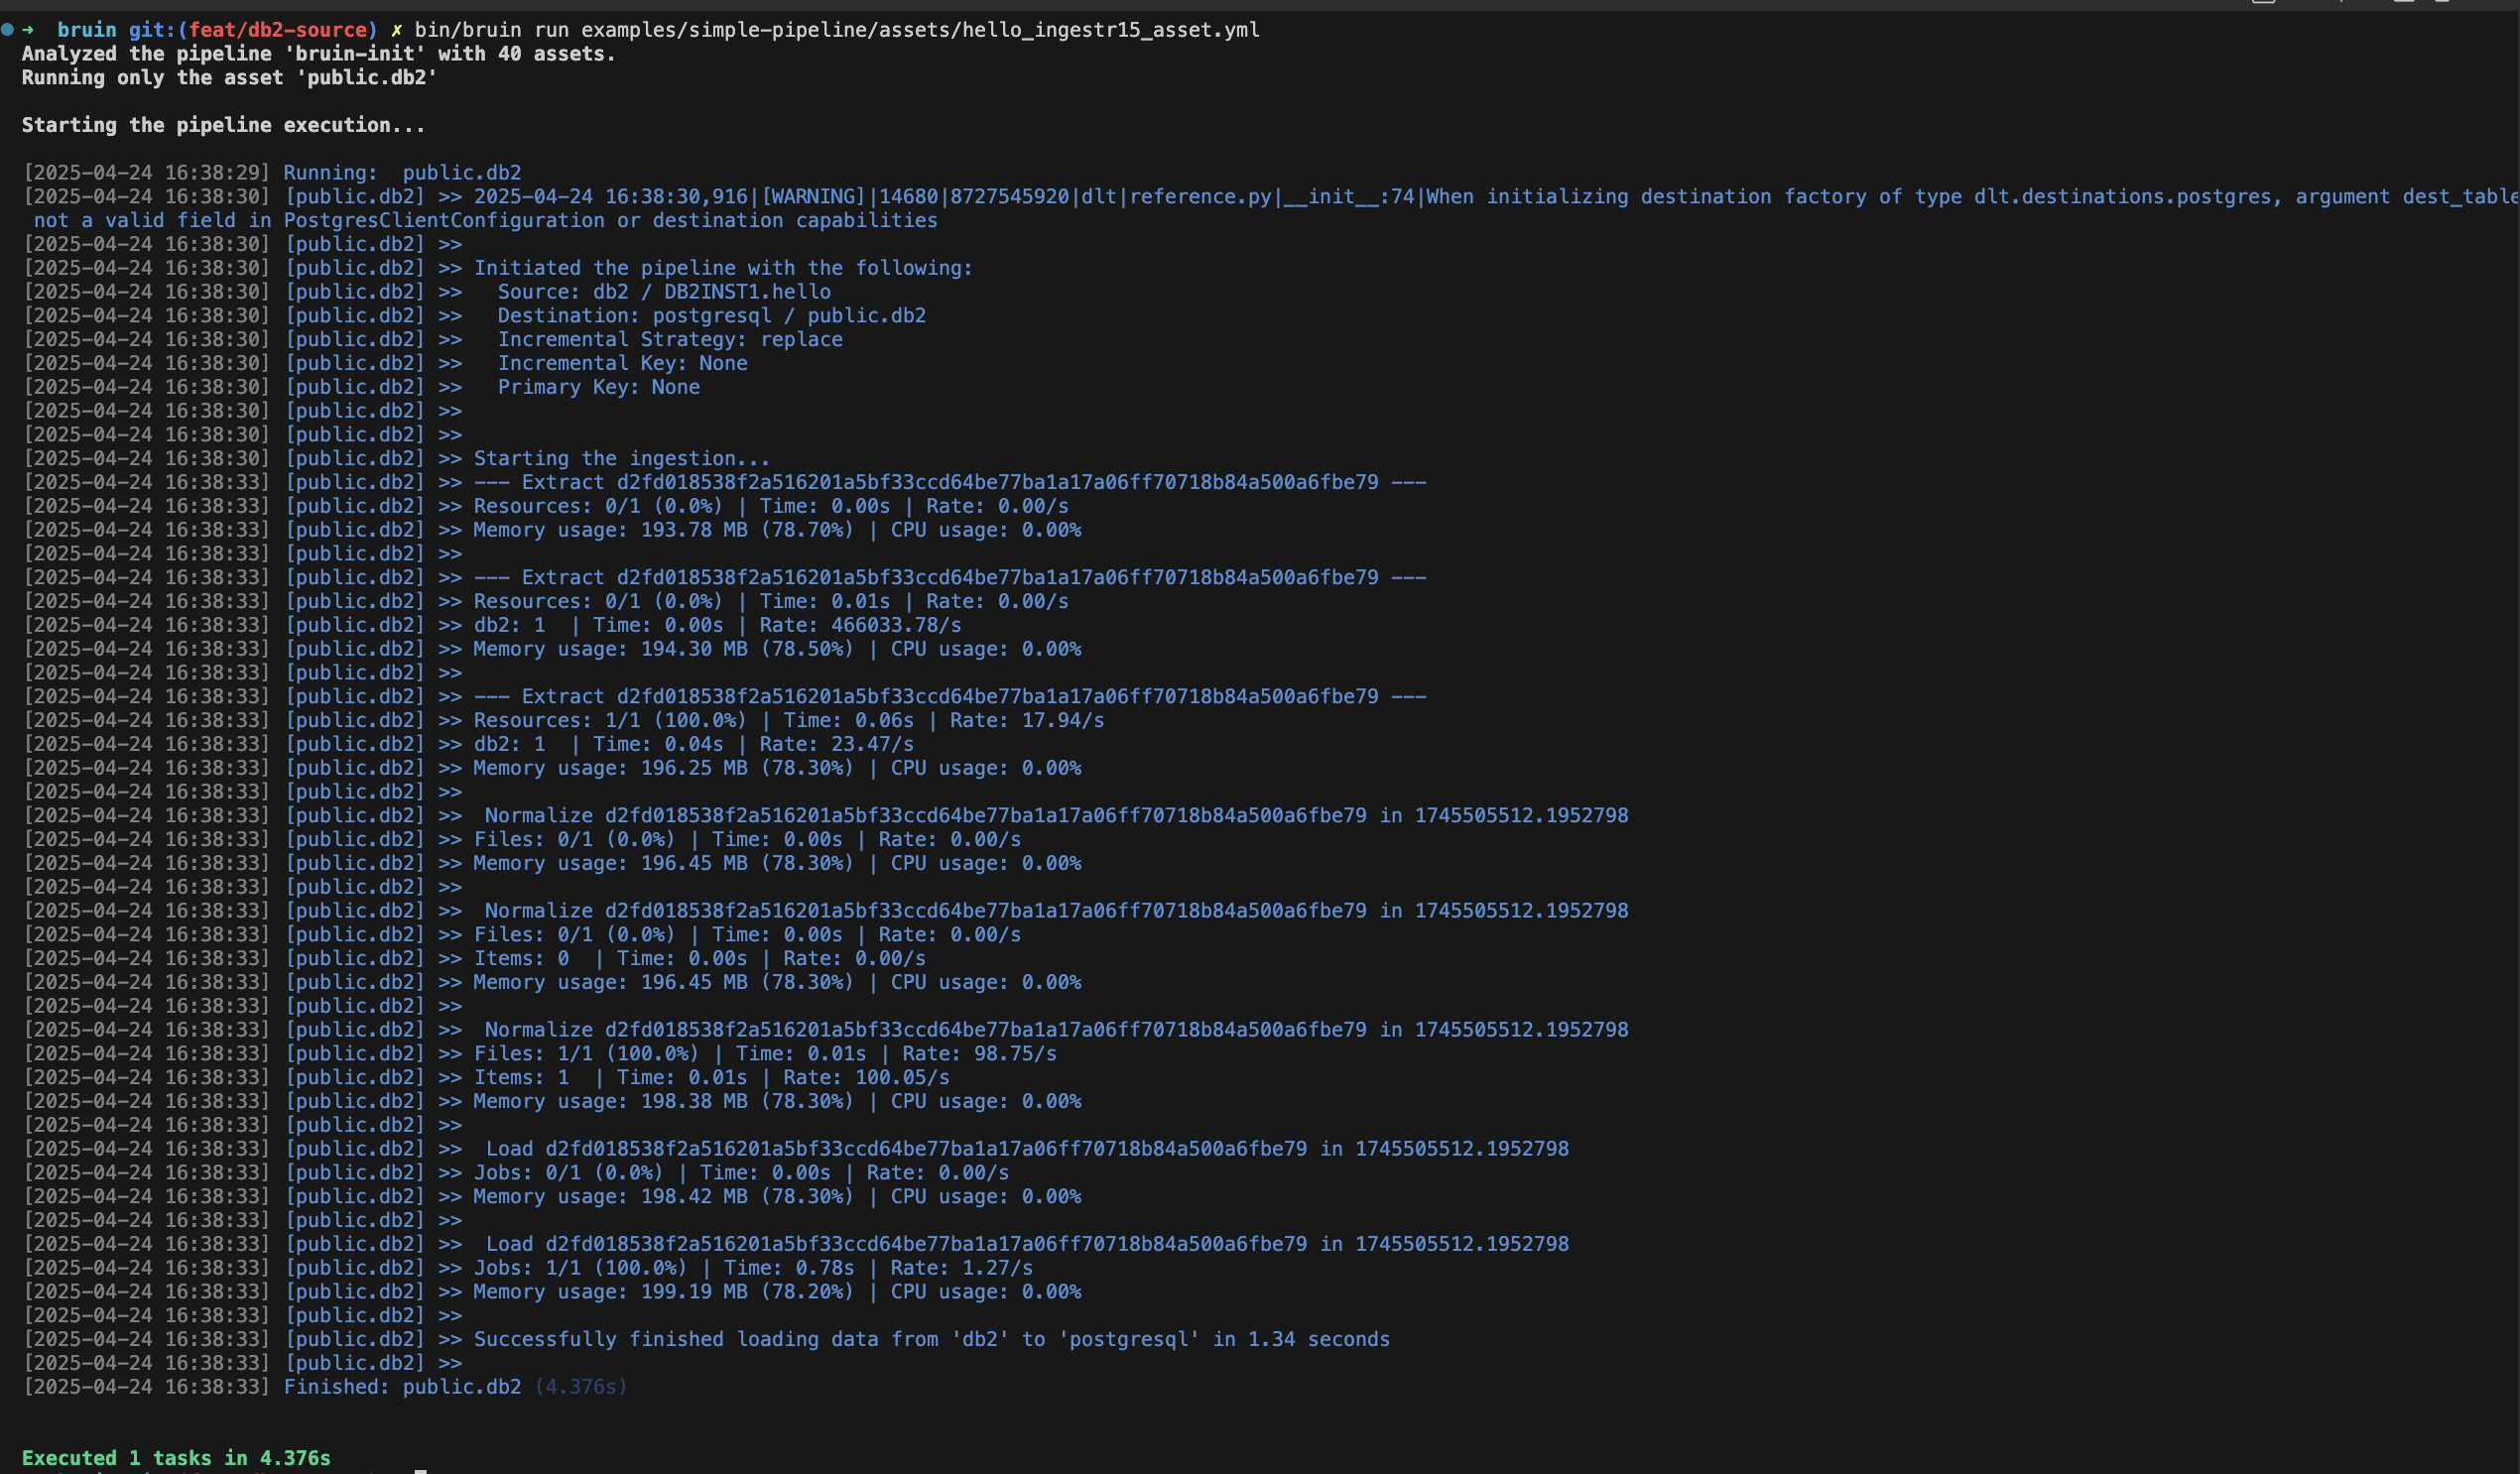 ➜  bruin git:(feat/db2-source) ✗ bin/bruin run examples/simple-pipeline/assets/hello_ingestr15_asset.yml
Analyzed the pipeline 'bruin-init' with 40 assets.
Running only the asset 'public.db2'
Starting the pipeline execution...
[2025-04-24 16:38:29] Running:  public.db2
[2025-04-24 16:38:30] [public.db2] >> 2025-04-24 16:38:30,916|[WARNING]|14680|8727545920|dlt|reference.py|__init__:74|When initializing destination factory of type dlt.destinations.postgres, argument dest_table
not a valid field in PostgresClientConfiguration or destination capabilities
[2025-04-24 16:38:30] [public.db2] >>
[2025-04-24 16:38:30] [public.db2] >> Initiated the pipeline with the following:
[2025-04-24 16:38:30] [public.db2] >>   Source: db2 / DB2INST1.hello
[2025-04-24 16:38:30] [public.db2] >>   Destination: postgresql / public.db2
[2025-04-24 16:38:30] [public.db2] >>   Incremental Strategy: replace
[2025-04-24 16:38:30] [public.db2] >>   Incremental Key: None
[2025-04-24 16:38:30] [public.db2] >>   Primary Key: None
[2025-04-24 16:38:30] [public.db2] >>
[2025-04-24 16:38:30] [public.db2] >>
[2025-04-24 16:38:30] [public.db2] >> Starting the ingestion...
[2025-04-24 16:38:33] [public.db2] >> --- Extract d2fd018538f2a516201a5bf33ccd64be77ba1a17a06ff70718b84a500a6fbe79 ---
[2025-04-24 16:38:33] [public.db2] >> Resources: 0/1 (0.0%) | Time: 0.00s | Rate: 0.00/s
[2025-04-24 16:38:33] [public.db2] >> Memory usage: 193.78 MB (78.70%) | CPU usage: 0.00%
[2025-04-24 16:38:33] [public.db2] >>
[2025-04-24 16:38:33] [public.db2] >> --- Extract d2fd018538f2a516201a5bf33ccd64be77ba1a17a06ff70718b84a500a6fbe79 ---
[2025-04-24 16:38:33] [public.db2] >> Resources: 0/1 (0.0%) | Time: 0.01s | Rate: 0.00/s
[2025-04-24 16:38:33] [public.db2] >> db2: 1  | Time: 0.00s | Rate: 466033.78/s
[2025-04-24 16:38:33] [public.db2] >> Memory usage: 194.30 MB (78.50%) | CPU usage: 0.00%
[2025-04-24 16:38:33] [public.db2] >>
[2025-04-24 16:38:33] [public.db2] >> --- Extract d2fd018538f2a516201a5bf33ccd64be77ba1a17a06ff70718b84a500a6fbe79 ---
[2025-04-24 16:38:33] [public.db2] >> Resources: 1/1 (100.0%) | Time: 0.06s | Rate: 17.94/s
[2025-04-24 16:38:33] [public.db2] >> db2: 1  | Time: 0.04s | Rate: 23.47/s
[2025-04-24 16:38:33] [public.db2] >> Memory usage: 196.25 MB (78.30%) | CPU usage: 0.00%
[2025-04-24 16:38:33] [public.db2] >>
[2025-04-24 16:38:33] [public.db2] >>  Normalize d2fd018538f2a516201a5bf33ccd64be77ba1a17a06ff70718b84a500a6fbe79 in 1745505512.1952798
[2025-04-24 16:38:33] [public.db2] >> Files: 0/1 (0.0%) | Time: 0.00s | Rate: 0.00/s
[2025-04-24 16:38:33] [public.db2] >> Memory usage: 196.45 MB (78.30%) | CPU usage: 0.00%
[2025-04-24 16:38:33] [public.db2] >>
[2025-04-24 16:38:33] [public.db2] >>  Normalize d2fd018538f2a516201a5bf33ccd64be77ba1a17a06ff70718b84a500a6fbe79 in 1745505512.1952798
[2025-04-24 16:38:33] [public.db2] >> Files: 0/1 (0.0%) | Time: 0.00s | Rate: 0.00/s
[2025-04-24 16:38:33] [public.db2] >> Items: 0  | Time: 0.00s | Rate: 0.00/s
[2025-04-24 16:38:33] [public.db2] >> Memory usage: 196.45 MB (78.30%) | CPU usage: 0.00%
[2025-04-24 16:38:33] [public.db2] >>
[2025-04-24 16:38:33] [public.db2] >>  Normalize d2fd018538f2a516201a5bf33ccd64be77ba1a17a06ff70718b84a500a6fbe79 in 1745505512.1952798
[2025-04-24 16:38:33] [public.db2] >> Files: 1/1 (100.0%) | Time: 0.01s | Rate: 98.75/s
[2025-04-24 16:38:33] [public.db2] >> Items: 1  | Time: 0.01s | Rate: 100.05/s
[2025-04-24 16:38:33] [public.db2] >> Memory usage: 198.38 MB (78.30%) | CPU usage: 0.00%
[2025-04-24 16:38:33] [public.db2] >>
[2025-04-24 16:38:33] [public.db2] >>  Load d2fd018538f2a516201a5bf33ccd64be77ba1a17a06ff70718b84a500a6fbe79 in 1745505512.1952798
[2025-04-24 16:38:33] [public.db2] >> Jobs: 0/1 (0.0%) | Time: 0.00s | Rate: 0.00/s
[2025-04-24 16:38:33] [public.db2] >> Memory usage: 198.42 MB (78.30%) | CPU usage: 0.00%
[2025-04-24 16:38:33] [public.db2] >>
[2025-04-24 16:38:33] [public.db2] >>  Load d2fd018538f2a516201a5bf33ccd64be77ba1a17a06ff70718b84a500a6fbe79 in 1745505512.1952798
[2025-04-24 16:38:33] [public.db2] >> Jobs: 1/1 (100.0%) | Time: 0.78s | Rate: 1.27/s
[2025-04-24 16:38:33] [public.db2] >> Memory usage: 199.19 MB (78.20%) | CPU usage: 0.00%
[2025-04-24 16:38:33] [public.db2] >>
[2025-04-24 16:38:33] [public.db2] >> Successfully finished loading data from 'db2' to 'postgresql' in 1.34 seconds
[2025-04-24 16:38:33] [public.db2] >>
[2025-04-24 16:38:33] Finished: public.db2 (4.376s)
Executed 1 tasks in 4.376s